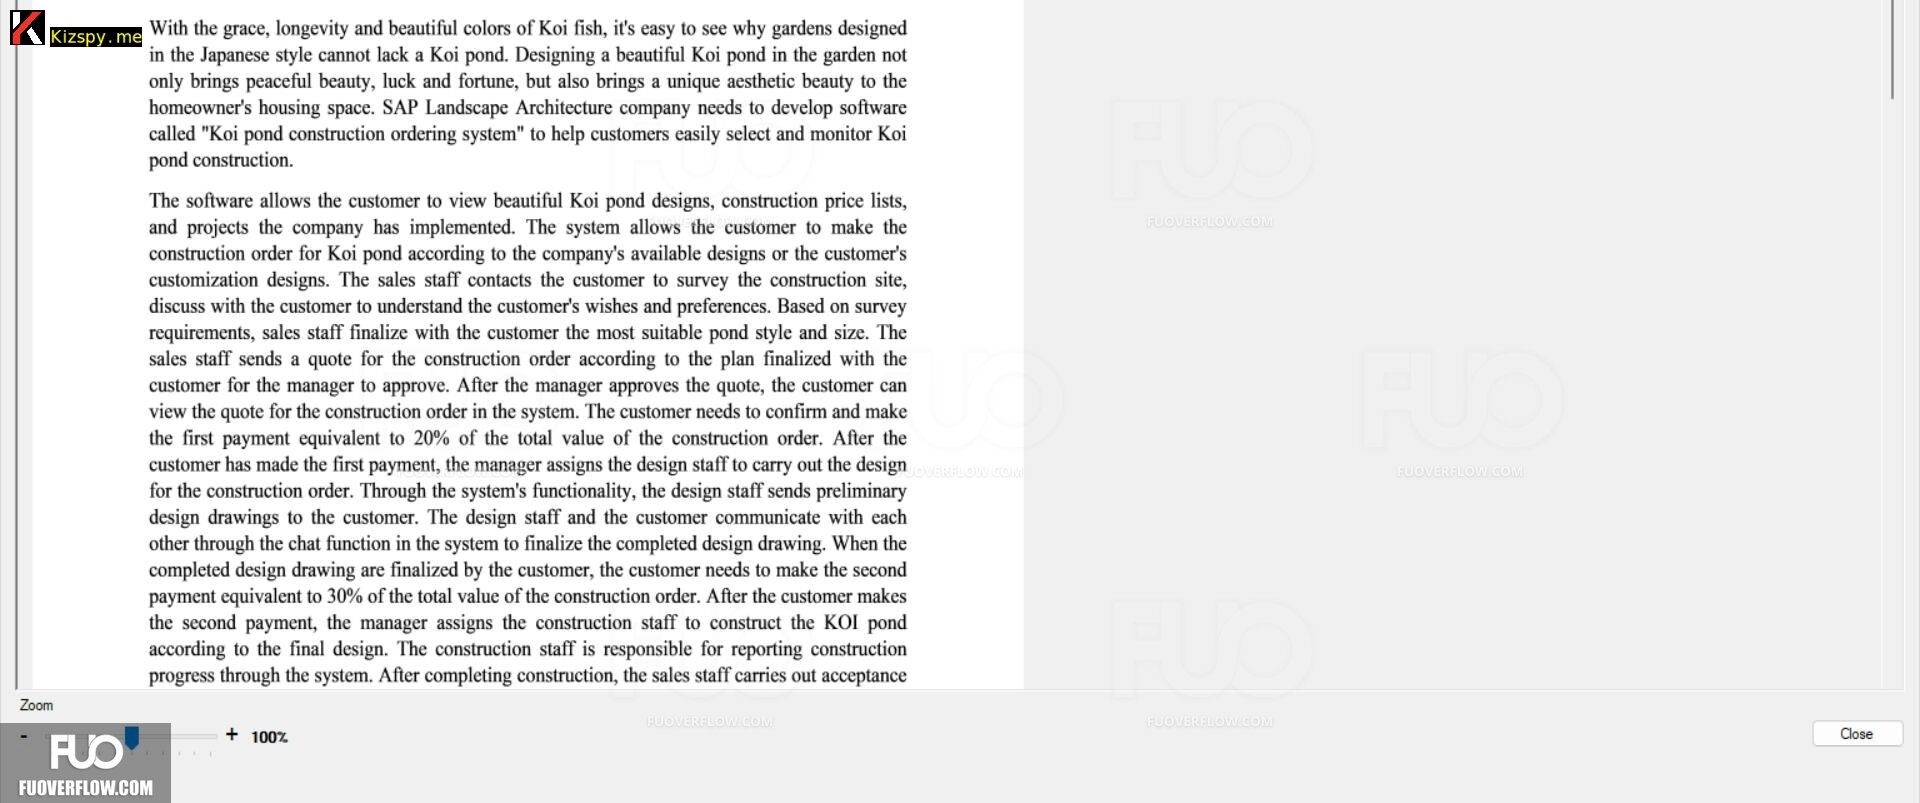 Kizspy.me
With the grace, longevity and beautiful colors of Koi fish, it's easy to see why gardens designed
in the Japanese style cannot lack a Koi pond. Designing a beautiful Koi pond in the garden not
only brings peaceful beauty, luck and fortune, but also brings a unique aesthetic beauty to the
homeowner's housing space. SAP Landscape Architecture company needs to develop software
called "Koi pond construction ordering system" to help customers easily select and monitor Koi
pond construction.
The software allows the customer to view beautiful Koi pond designs, construction price lists,
and projects the company has implemented. The system allows the customer to make the
construction order for Koi pond according to the company's available designs or the customer's
customization designs. The sales staff contacts the customer to survey the construction site,
discuss with the customer to understand the customer's wishes and preferences. Based on survey
requirements, sales staff finalize with the customer the most suitable pond style and size. The
sales staff sends a quote for the construction order according to the plan finalized with the
customer for the manager to approve. After the manager approves the quote, the customer can
view the quote for the construction order in the system. The customer needs to confirm and make
the first payment equivalent to 20% of the total value of the construction order. After the
customer has made the first payment, the manager assigns the design staff to carry out the design
for the construction order. Through the system's functionality, the design staff sends preliminary
design drawings to the customer. The design staff and the customer communicate with each
other through the chat function in the system to finalize the completed design drawing. When the
completed design drawing are finalized by the customer, the customer needs to make the second
payment equivalent to 30% of the total value of the construction order. After the customer makes
the second payment, the manager assigns the construction staff to construct the KOI pond
according to the final design. The construction staff is responsible for reporting construction
progress through the system. After completing construction, the sales staff carries out acceptance
FUO
FUOVERFLOW.COM
FUO
FUOVERFLOW.COM
FUO
FUOVERFLOW.COM
FUO
FUOVERFLOW.COM
FUOVERFLOW.COM
FUO
FUOVERFLOW.COM
FUO
FUOVERFLOW.COM
Zoom
- + 100%
Close
FUO
FUOVERFLOW.COM